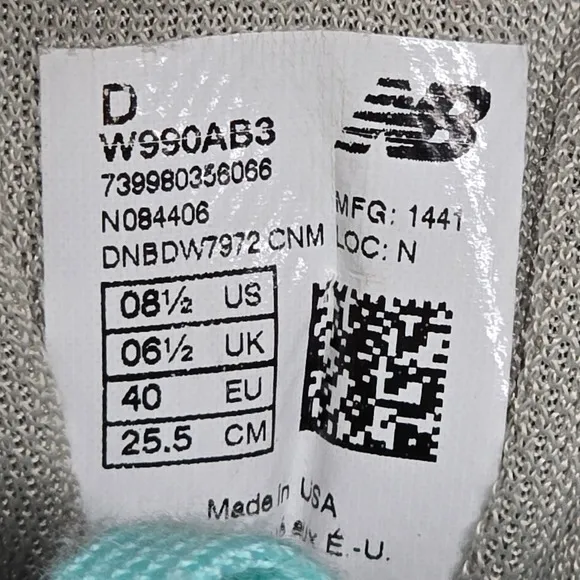 D
NB
W990AB3
739980356066
N084406
MFG: 1441
DNBDW7972 CNM
LOC: N
08½ US
06½ UK
40 EU
25.5 CM
Made in USA
É.-U.